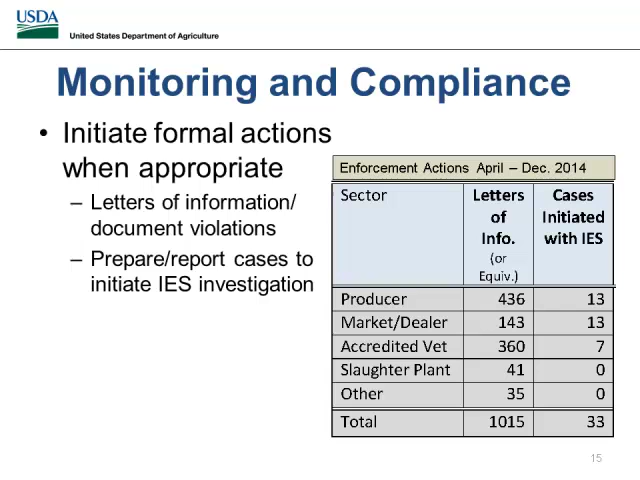 USDA
United States Department of Agriculture
Monitoring and Compliance
• Initiate formal actions
when appropriate
– Letters of information/
document violations
– Prepare/report cases to
initiate IES investigation
Enforcement Actions April – Dec. 2014
Sector Letters of Info. (or Equiv.) Cases Initiated with IES
Producer 436 13
Market/Dealer 143 13
Accredited Vet 360 7
Slaughter Plant 41 0
Other 35 0
Total 1015 33
15